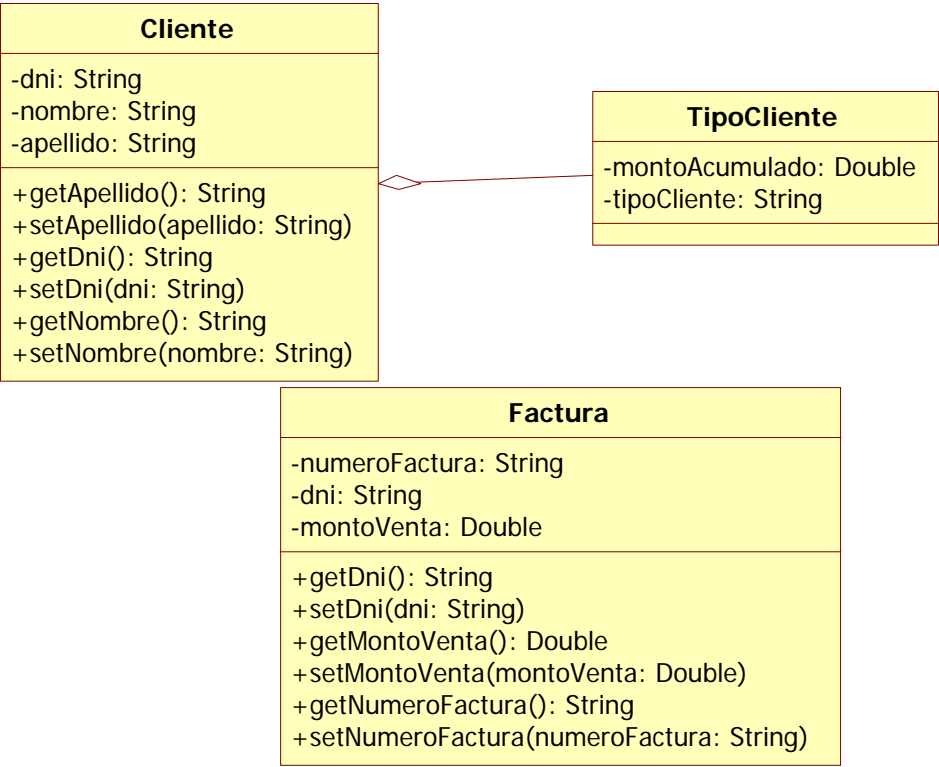 Cliente
-dni: String
-nombre: String
-apellido: String
+getApellido(): String
+setApellido(apellido: String)
+getDni(): String
+setDni(dni: String)
+getNombre(): String
+setNombre(nombre: String)
TipoCliente
-montoAcumulado: Double
-tipoCliente: String
Factura
-numeroFactura: String
-dni: String
-montoVenta: Double
+getDni(): String
+setDni(dni: String)
+getMontoVenta(): Double
+setMontoVenta(montoVenta: Double)
+getNumeroFactura(): String
+setNumeroFactura(numeroFactura: String)